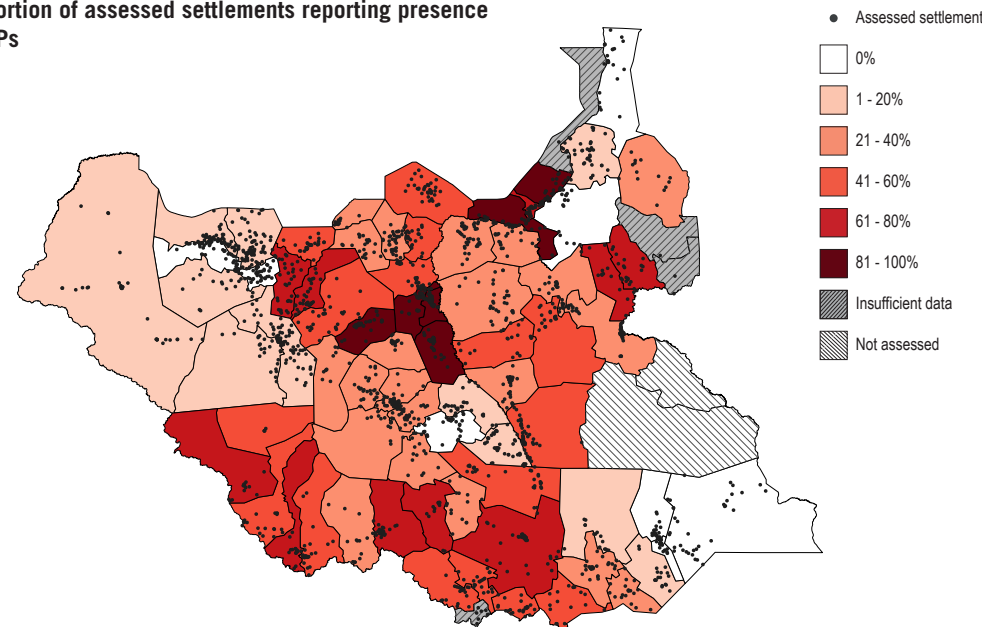 ortion of assessed settlements reporting presence
Ps
Assessed settlement
0%
1 - 20%
21 - 40%
41 - 60%
61 - 80%
81 - 100%
Insufficient data
Not assessed